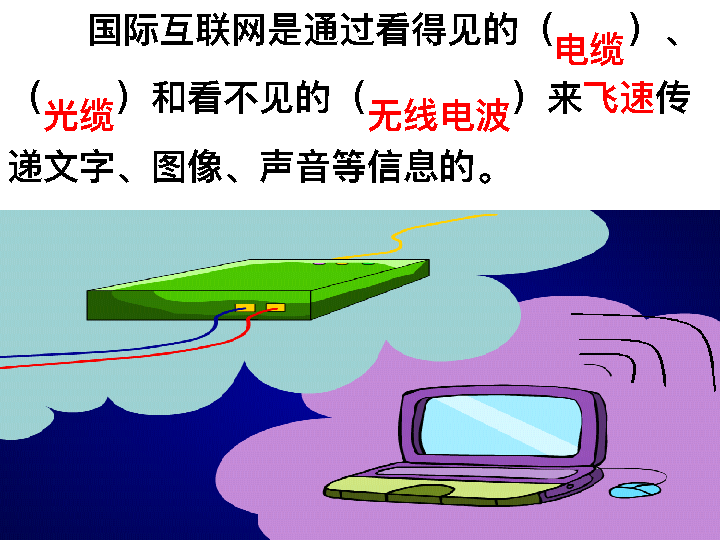 国际互联网是通过看得见的（电缆）、
（光缆）和看不见的（无线电波）来飞速传
递文字、图像、声音等信息的。